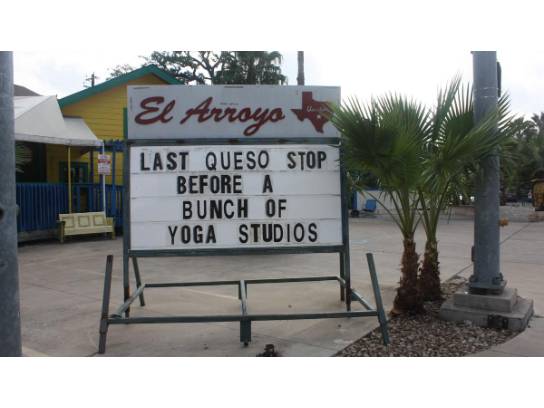 El Arroyo
LAST QUESO STOP
BEFORE A
BUNCH OF
YOGA STUDIOS